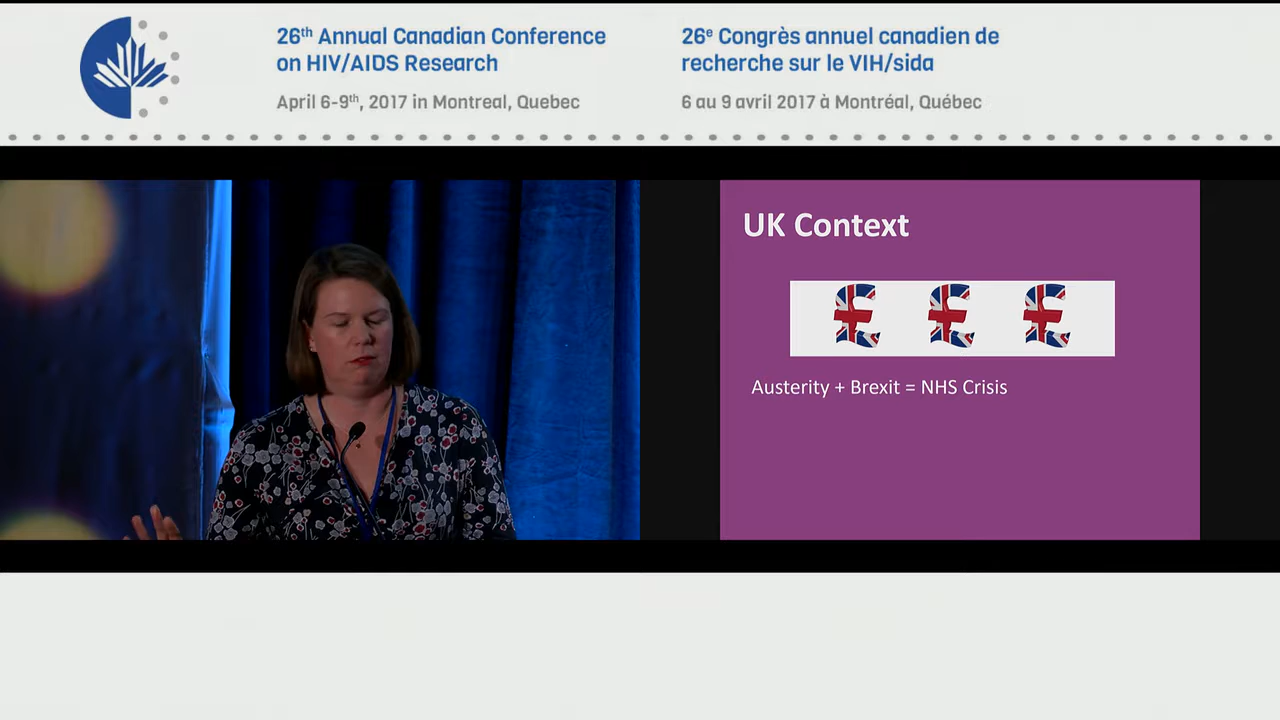 26th Annual Canadian Conference
on HIV/AIDS Research
April 6-9th, 2017 in Montreal, Quebec
26e Congrès annuel canadien de
recherche sur le VIH/sida
6 au 9 avril 2017 à Montréal, Québec
UK Context
£ £ £
Austerity + Brexit = NHS Crisis